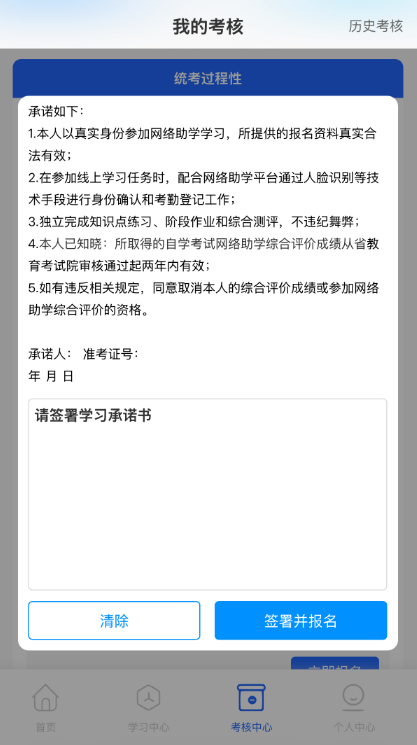 我的考核
历史考核
统考过程性
承诺如下：
1.本人以真实身份参加网络助学学习，所提供的报名资料真实合
法有效；
2.在参加线上学习任务时，配合网络助学平台通过人脸识别等技
术手段进行身份确认和考勤登记工作；
3.独立完成知识点练习、阶段作业和综合测评，不违纪舞弊；
4.本人已知晓：所取得的自学考试网络助学综合评价成绩从省教
育考试院审核通过起两年内有效；
5.如有违反相关规定，同意取消本人的综合评价成绩或参加网络
助学综合评价的资格。
承诺人： 准考证号：
年 月 日
请签署学习承诺书
清除
签署并报名
立即报名
首页
学习中心
考核中心
个人中心